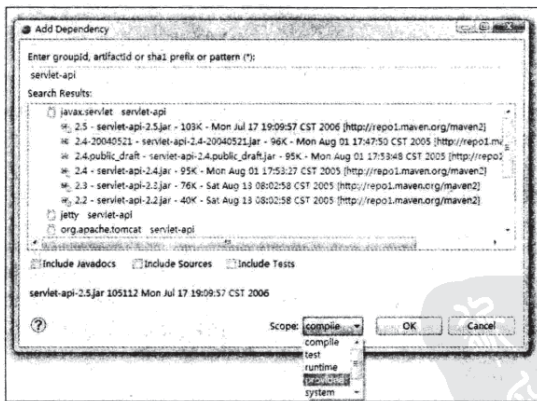 Add Dependency
Enter groupId, artifactId or sha1 prefix or pattern (*):
servlet-api
Search Results:
javax.servlet servlet-api
2.5 - servlet-api-2.5.jar - 103K - Mon Jul 17 19:09:57 CST 2006 [http://repo1.maven.org/maven2]
2.4-20040521 - servlet-api-2.4-20040521.jar - 96K - Mon Aug 01 17:47:50 CST 2005 [http://repo1.maven
2.4.public_draft - servlet-api-2.4.public_draft.jar - 95K - Mon Aug 01 17:53:48 CST 2005 [http://repo1
2.4 - servlet-api-2.4.jar - 95K - Mon Aug 01 17:53:27 CST 2005 [http://repo1.maven.org/maven2]
2.3 - servlet-api-2.3.jar - 76K - Sat Aug 13 08:02:58 CST 2005 [http://repo1.maven.org/maven2]
2.2 - servlet-api-2.2.jar - 40K - Sat Aug 13 08:02:58 CST 2005 [http://repo1.maven.org/maven2]
jetty servlet-api
org.apache.tomcat servlet-api
Include Javadocs Include Sources Include Tests
servlet-api-2.5.jar 105112 Mon Jul 17 19:09:57 CST 2006
Scope: compile OK Cancel
compile
test
runtime
provided
system